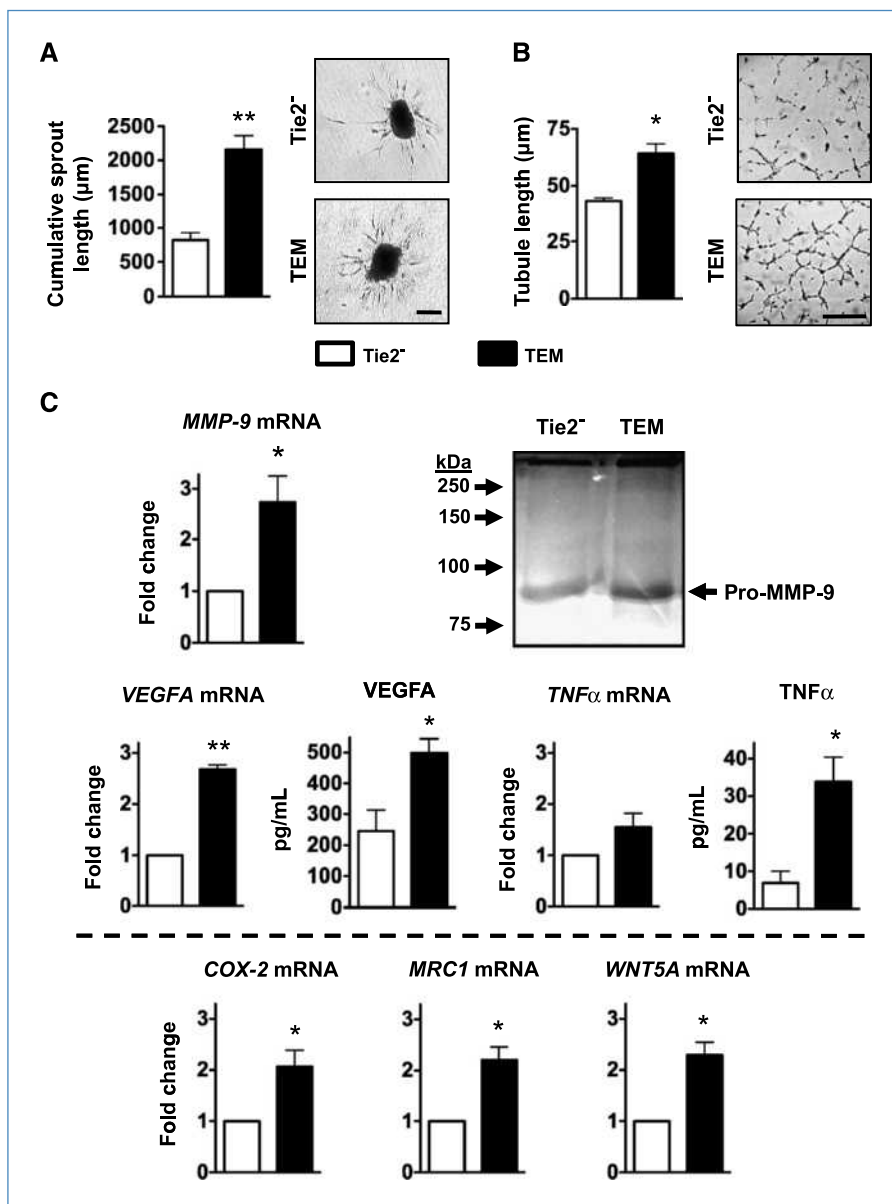 A
Cumulative sprout
length (µm)
2500
2000
1500
1000
500
0
**
Tie2-
TEM
B
Tubule length (µm)
75
50
25
0
*
Tie2-
TEM
Tie2-
TEM
C
MMP-9 mRNA
Fold change
3
2
1
0
*
Tie2-
TEM
kDa
250
150
100
75
Pro-MMP-9
VEGFA mRNA
Fold change
3
2
1
0
**
VEGFA
pg/mL
500
400
300
200
100
0
*
TNFα mRNA
Fold change
3
2
1
0
TNFα
pg/mL
40
30
20
10
0
*
COX-2 mRNA
Fold change
3
2
1
0
*
MRC1 mRNA
3
2
1
0
*
WNT5A mRNA
3
2
1
0
*